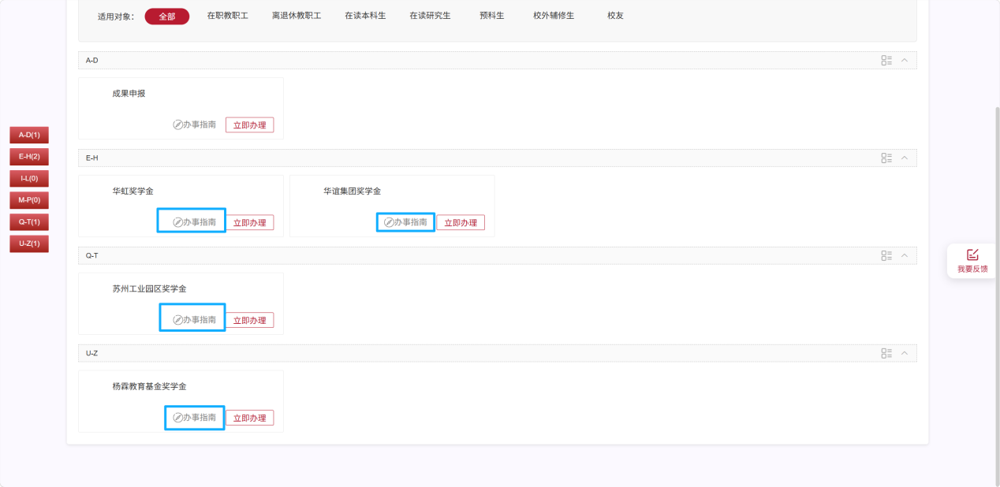 适用对象： 全部 在职教职工 离退休教职工 在读本科生 在读研究生 预科生 校外辅修生 校友
A-D
成果申报
办事指南 立即办理
A-D(1)
E-H(2)
I-L(0)
M-P(0)
Q-T(1)
U-Z(1)
E-H
华虹奖学金 华谊集团奖学金
办事指南 立即办理 办事指南 立即办理
Q-T
我要反馈
苏州工业园区奖学金
办事指南 立即办理
U-Z
杨霖教育基金奖学金
办事指南 立即办理